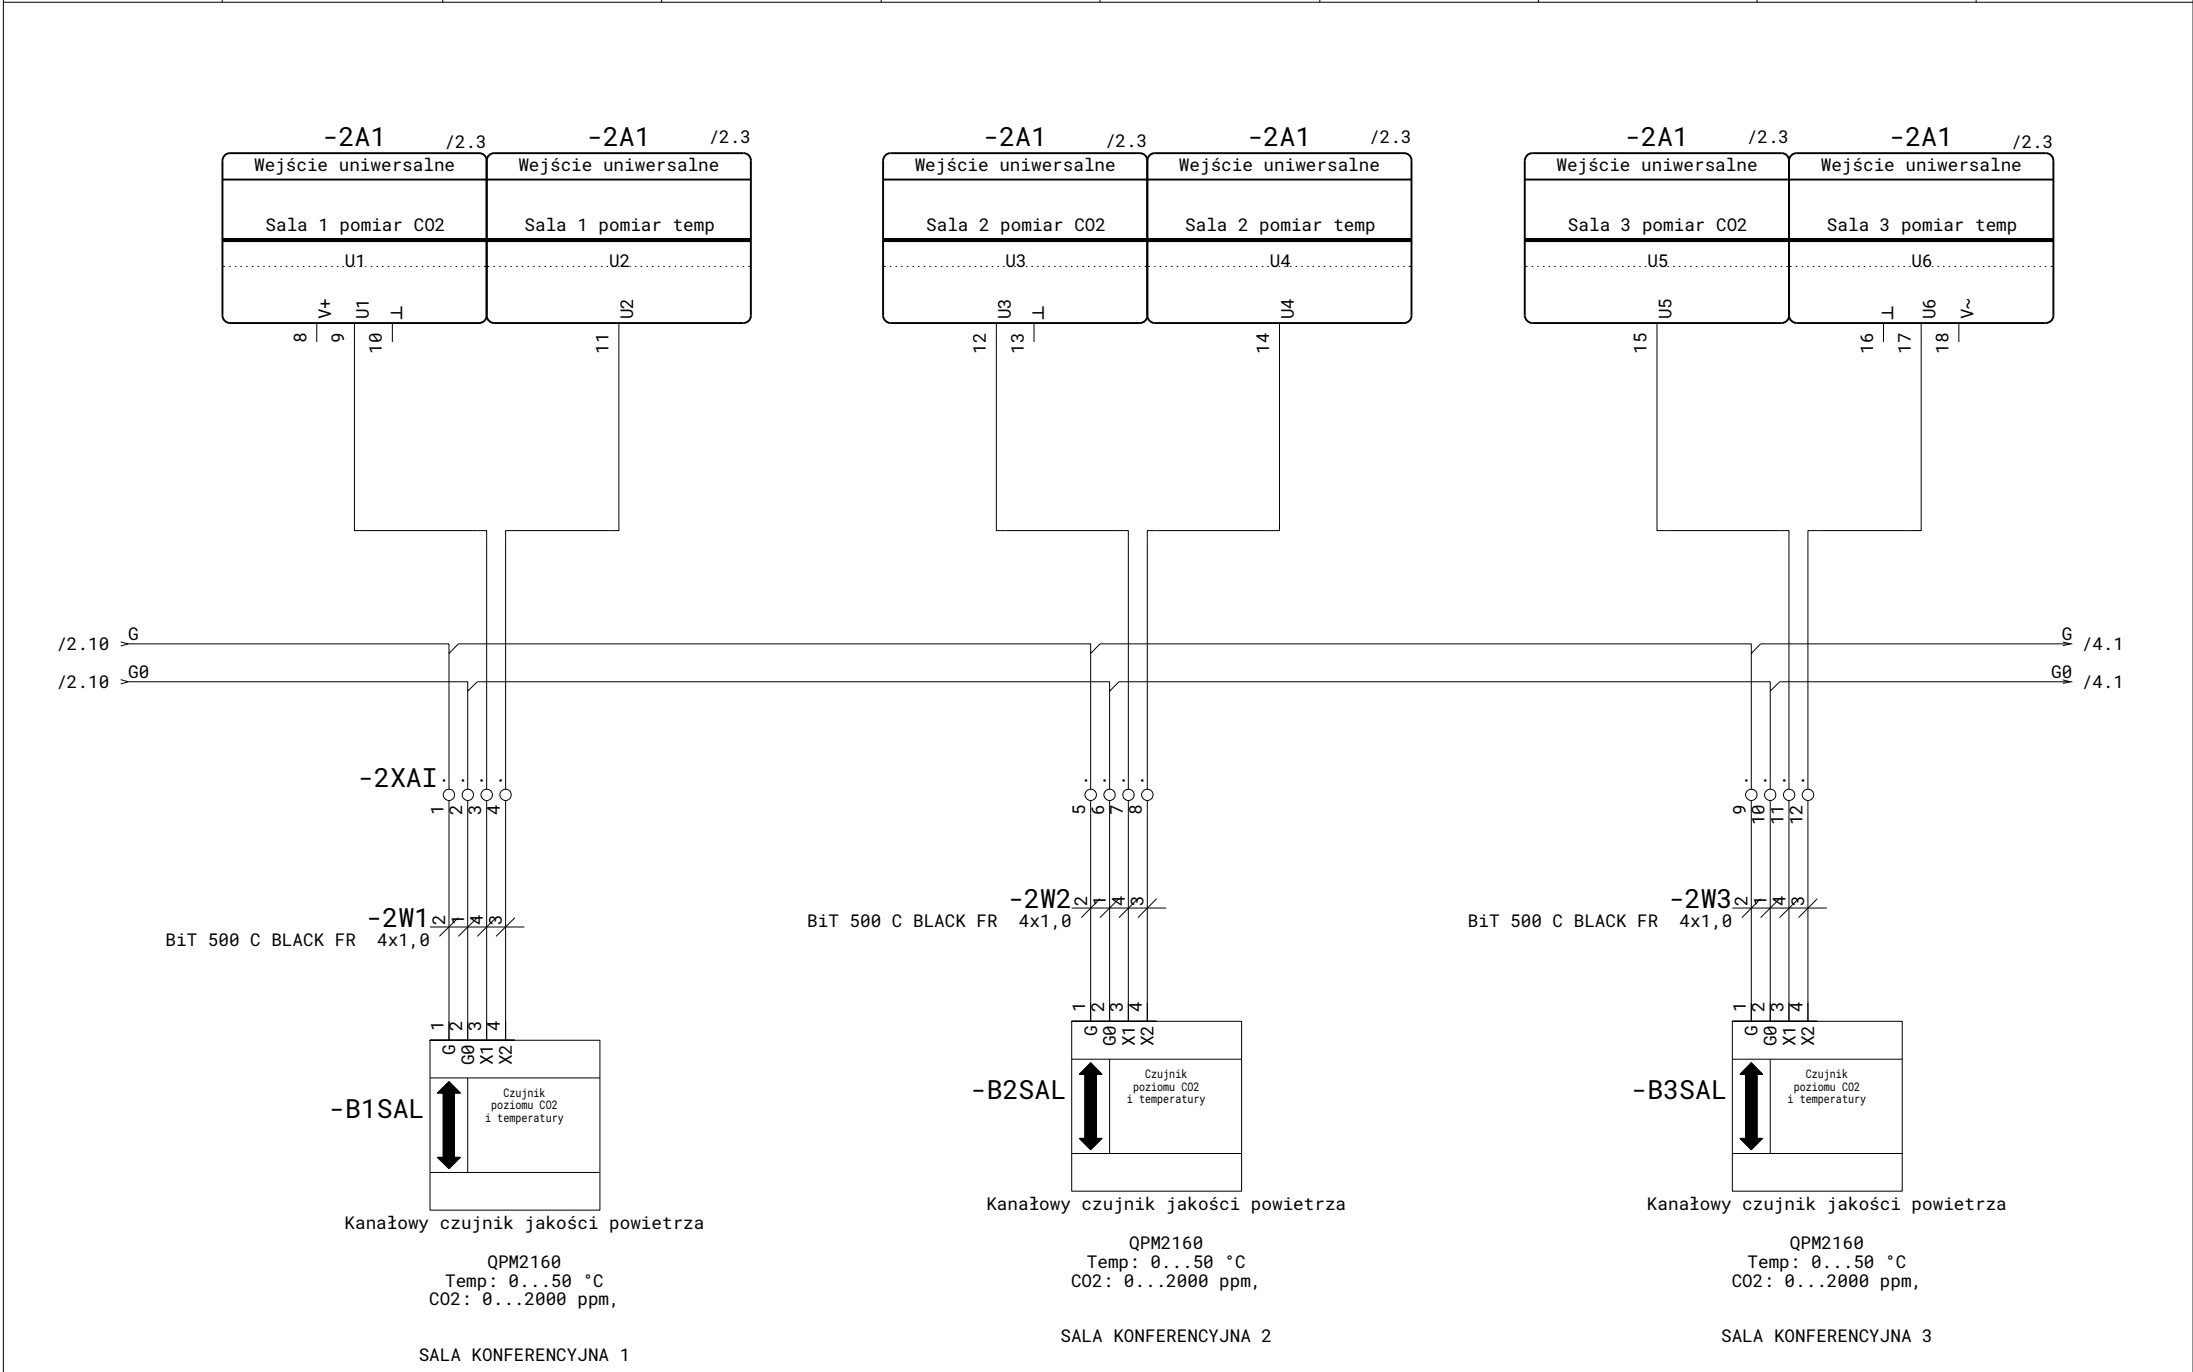 -2A1 /2.3 -2A1 /2.3 -2A1 /2.3 -2A1 /2.3 -2A1 /2.3 -2A1 /2.3
Wejście uniwersalne Wejście uniwersalne Wejście uniwersalne Wejście uniwersalne Wejście uniwersalne Wejście uniwersalne
Sala 1 pomiar CO2 Sala 1 pomiar temp Sala 2 pomiar CO2 Sala 2 pomiar temp Sala 3 pomiar CO2 Sala 3 pomiar temp
U1 U2 U3 U4 U5 U6
V+ U1 ⊥ U2 U3 ⊥ U4 U5 ⊥ U6 V~
8 9 10 11 12 13 14 15 16 17 18
/2.10 G G /4.1
/2.10 G0 G0 /4.1
-2XAI
1 2 3 4 5 6 7 8 9 10 11 12
-2W1 2 1 4 3 -2W2 2 1 4 3 -2W3 2 1 4 3
BiT 500 C BLACK FR 4x1,0 BiT 500 C BLACK FR 4x1,0 BiT 500 C BLACK FR 4x1,0
1 2 3 4 1 2 3 4 1 2 3 4
G G0 X1 X2 G G0 X1 X2 G G0 X1 X2
-B1SAL
Czujnik
poziomu CO2
i temperatury
-B2SAL
Czujnik
poziomu CO2
i temperatury
-B3SAL
Czujnik
poziomu CO2
i temperatury
Kanałowy czujnik jakości powietrza
QPM2160
Temp: 0...50 °C
CO2: 0...2000 ppm,
SALA KONFERENCYJNA 1
Kanałowy czujnik jakości powietrza
QPM2160
Temp: 0...50 °C
CO2: 0...2000 ppm,
SALA KONFERENCYJNA 2
Kanałowy czujnik jakości powietrza
QPM2160
Temp: 0...50 °C
CO2: 0...2000 ppm,
SALA KONFERENCYJNA 3